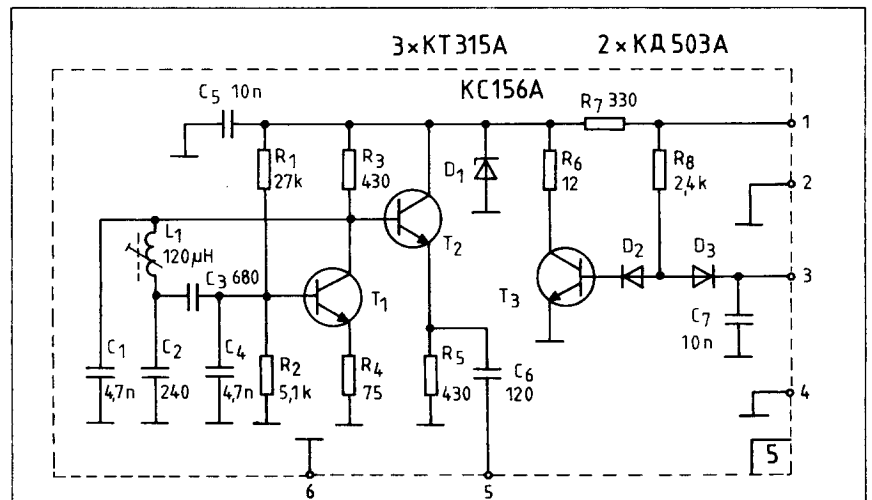 3×КТ315А 2×КД503А
КС156А
C5 10n
R7 330
1
R1 27k
R3 430
D1
R6 12
R8 2,4k
2
L1 120µH
T2
C3 680
T1
T3
D2
D3
3
C1 4,7n
C2 240
C4 4,7n
R2 5,1k
R4 75
R5 430
C6 120
C7 10n
4
5
6
5